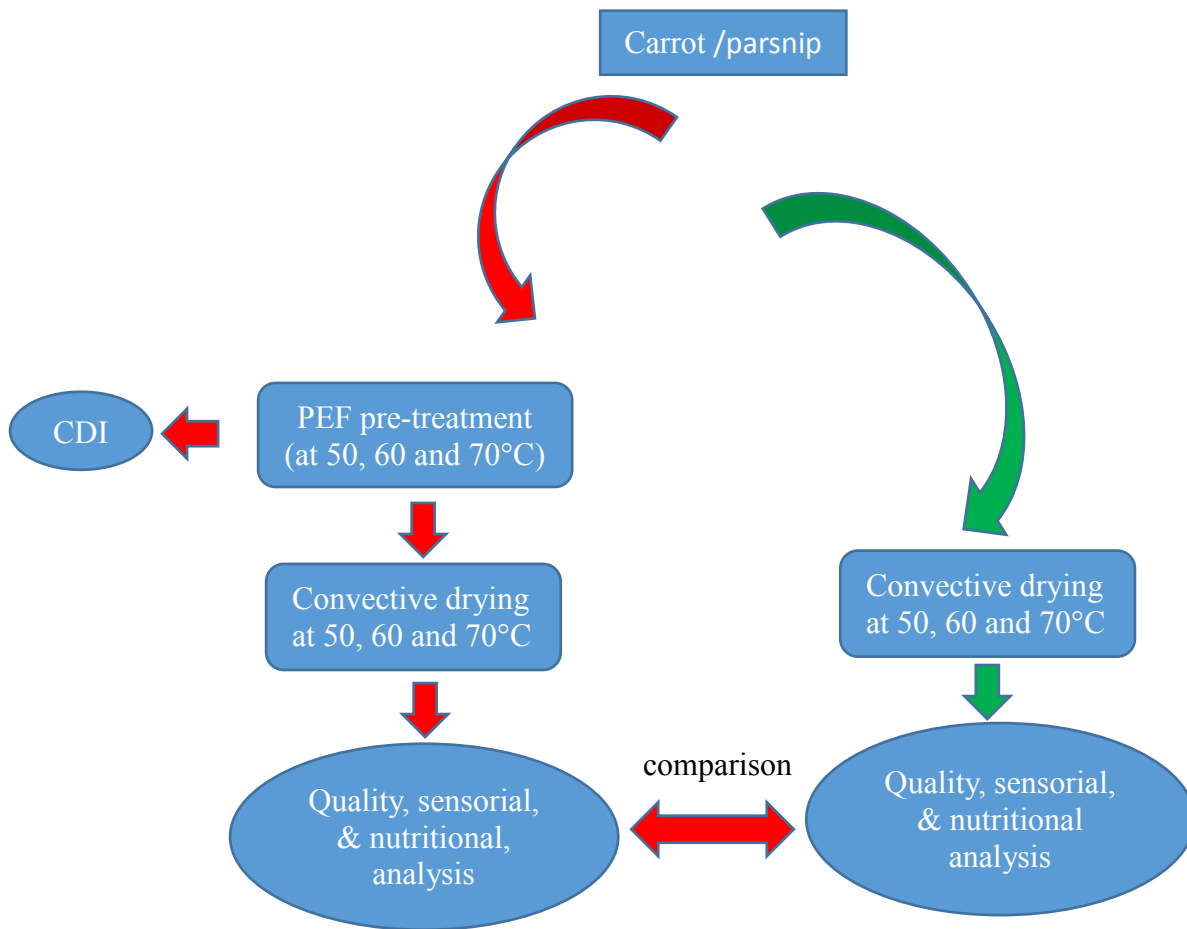 Carrot /parsnip
CDI
PEF pre-treatment
(at 50, 60 and 70°C)
Convective drying
at 50, 60 and 70°C
Convective drying
at 50, 60 and 70°C
Quality, sensorial,
& nutritional,
analysis
comparison
Quality, sensorial,
& nutritional
analysis